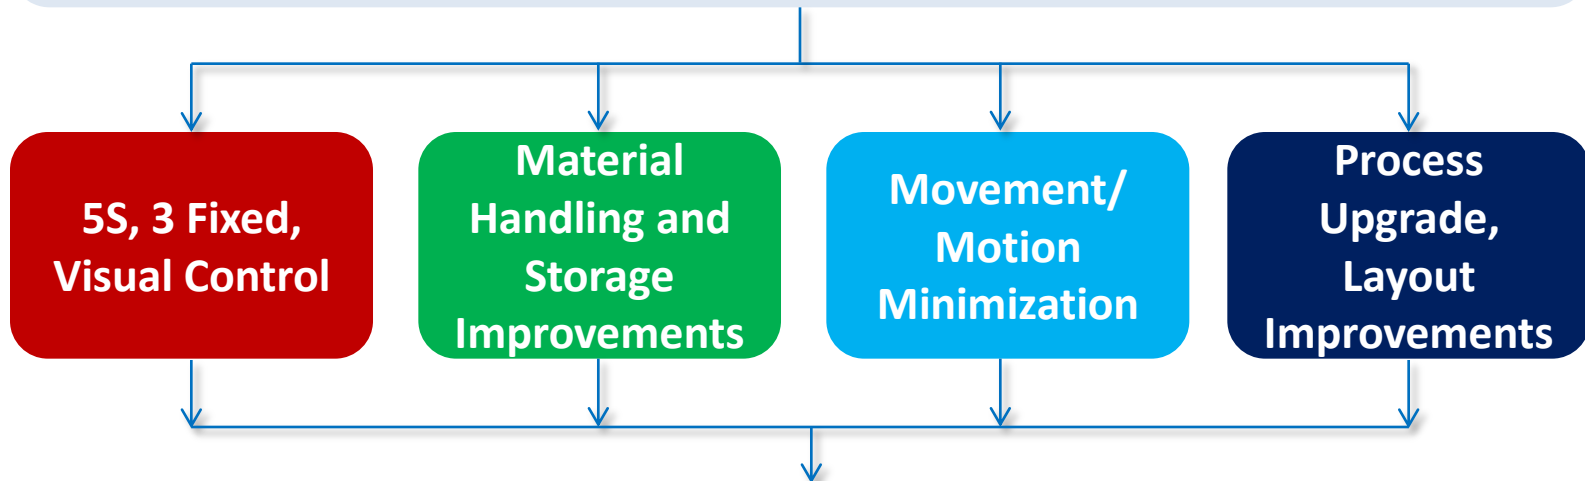 5S, 3 Fixed,
Visual Control
Material
Handling and
Storage
Improvements
Movement/
Motion
Minimization
Process
Upgrade,
Layout
Improvements